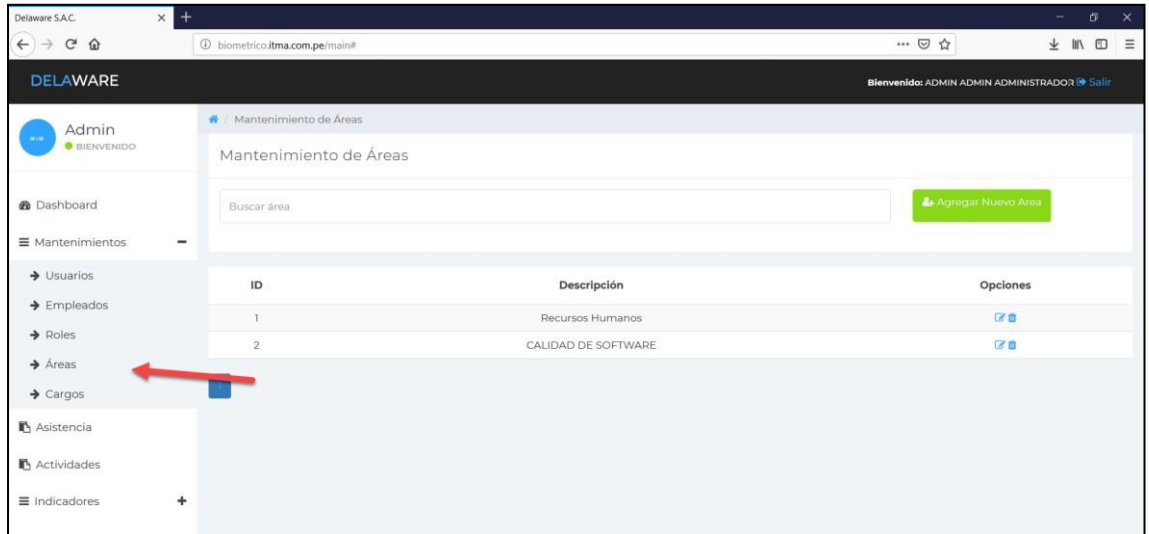 Delaware S.A.C.
biometrico.itma.com.pe/main#
DELAWARE
Bienvenido: ADMIN ADMIN ADMINISTRADOR Salir
Admin
BIENVENIDO
/ Mantenimiento de Áreas
Mantenimiento de Áreas
Dashboard
Buscar área
Agregar Nuevo Area
Mantenimientos
Usuarios
Empleados
Roles
Áreas
Cargos
ID Descripción Opciones
1 Recursos Humanos
2 CALIDAD DE SOFTWARE
1
Asistencia
Actividades
Indicadores